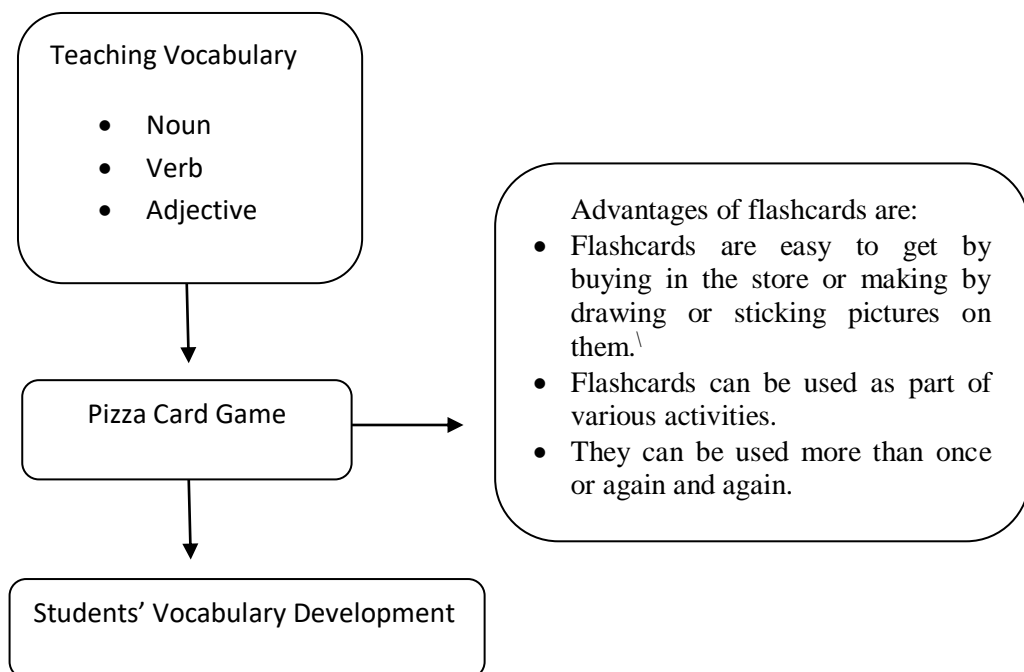 Teaching Vocabulary
• Noun
• Verb
• Adjective
Advantages of flashcards are:
• Flashcards are easy to get by
buying in the store or making by
drawing or sticking pictures on
them.\
• Flashcards can be used as part of
various activities.
• They can be used more than once
or again and again.
Pizza Card Game
Students’ Vocabulary Development